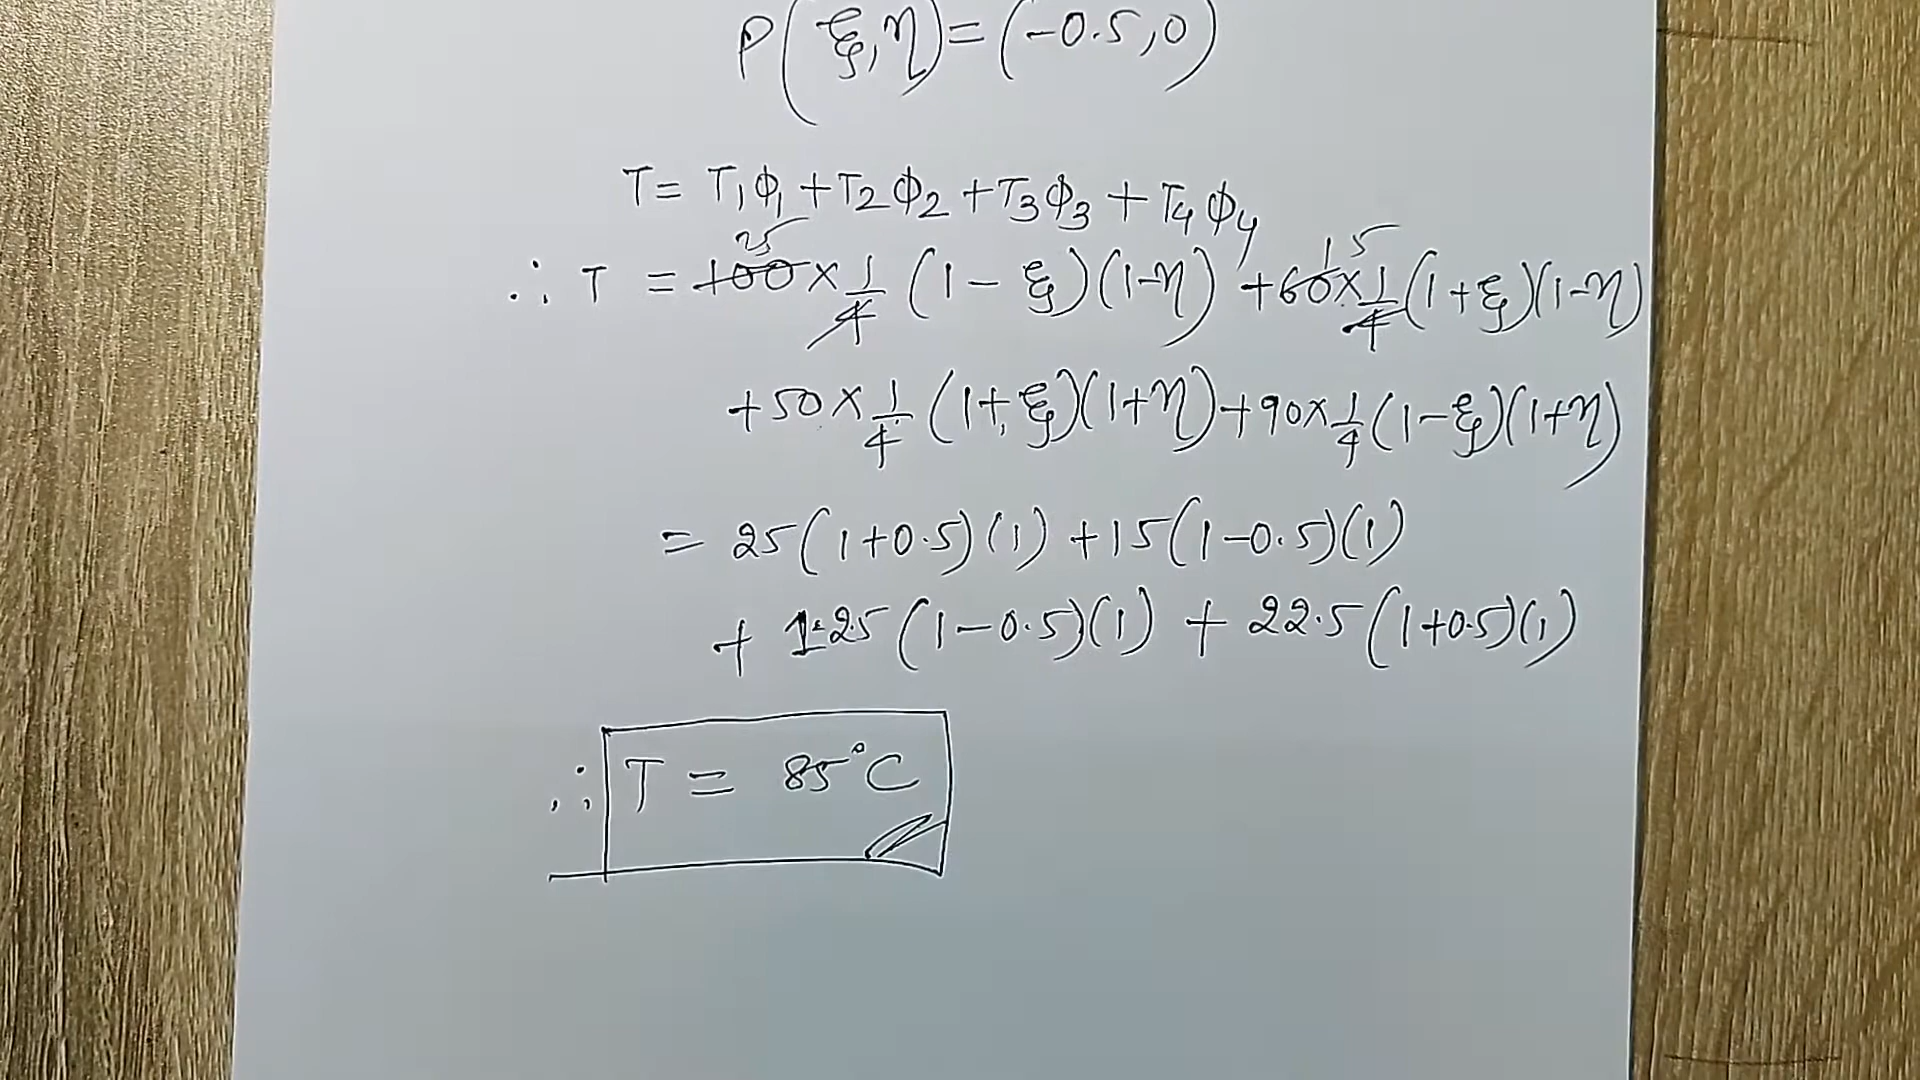 P(ξ,η)=(-0.5,0)
T= T1ϕ1+T2ϕ2+T3ϕ3+T4ϕ4
25 15
∴ T = 100×1/4 (1-ξ)(1-η)+60×1/4(1+ξ)(1-η)
+50×1/4 (1+ξ)(1+η)+90×1/4(1-ξ)(1+η)
= 25(1+0.5)(1)+15(1-0.5)(1)
+ 12.5(1-0.5)(1) + 22.5(1+0.5)(1)
∴ T = 85°C